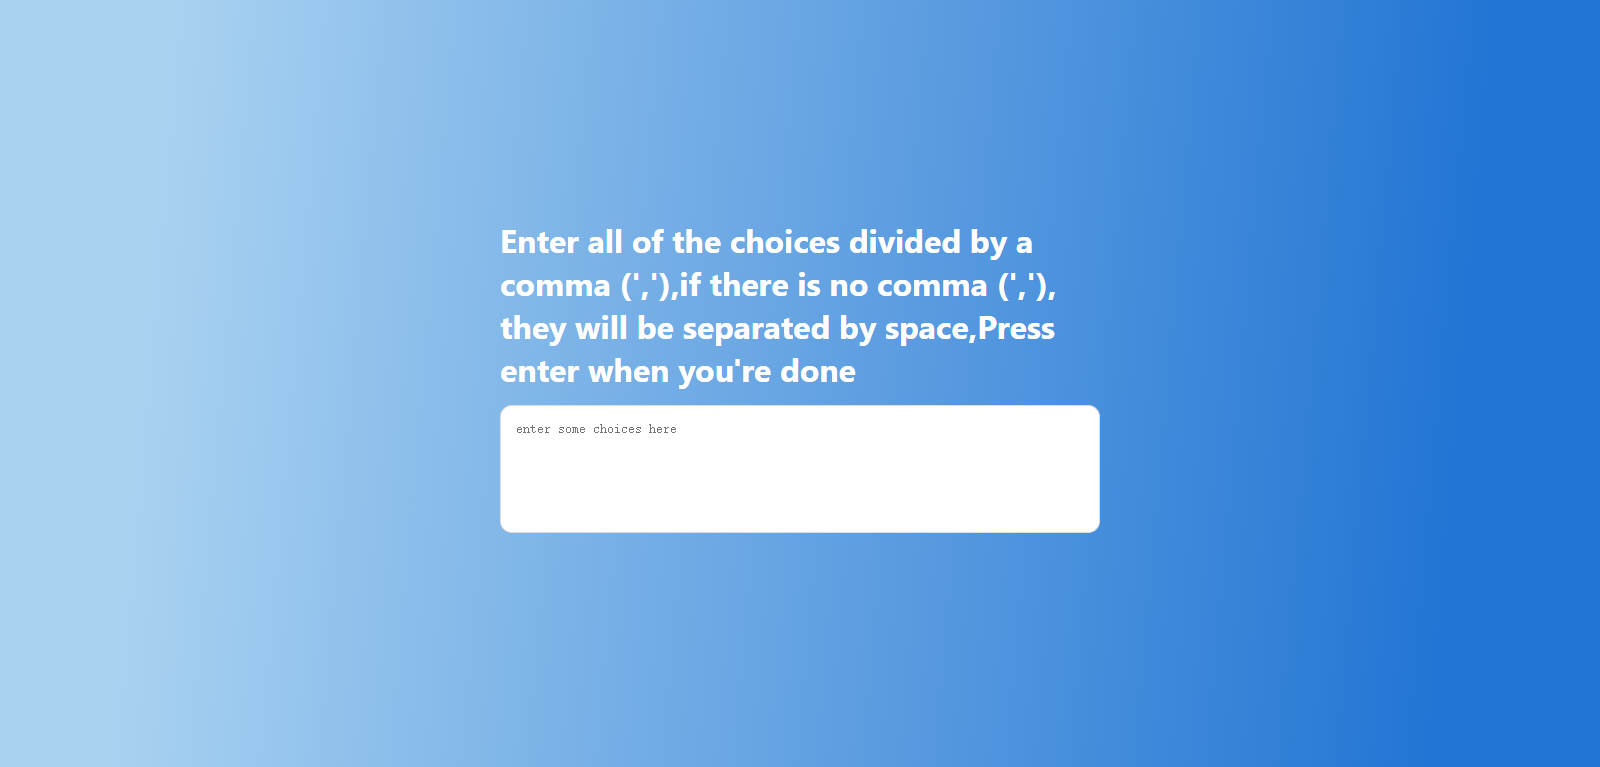 Enter all of the choices divided by a
comma (','),if there is no comma (','),
they will be separated by space,Press
enter when you're done
enter some choices here